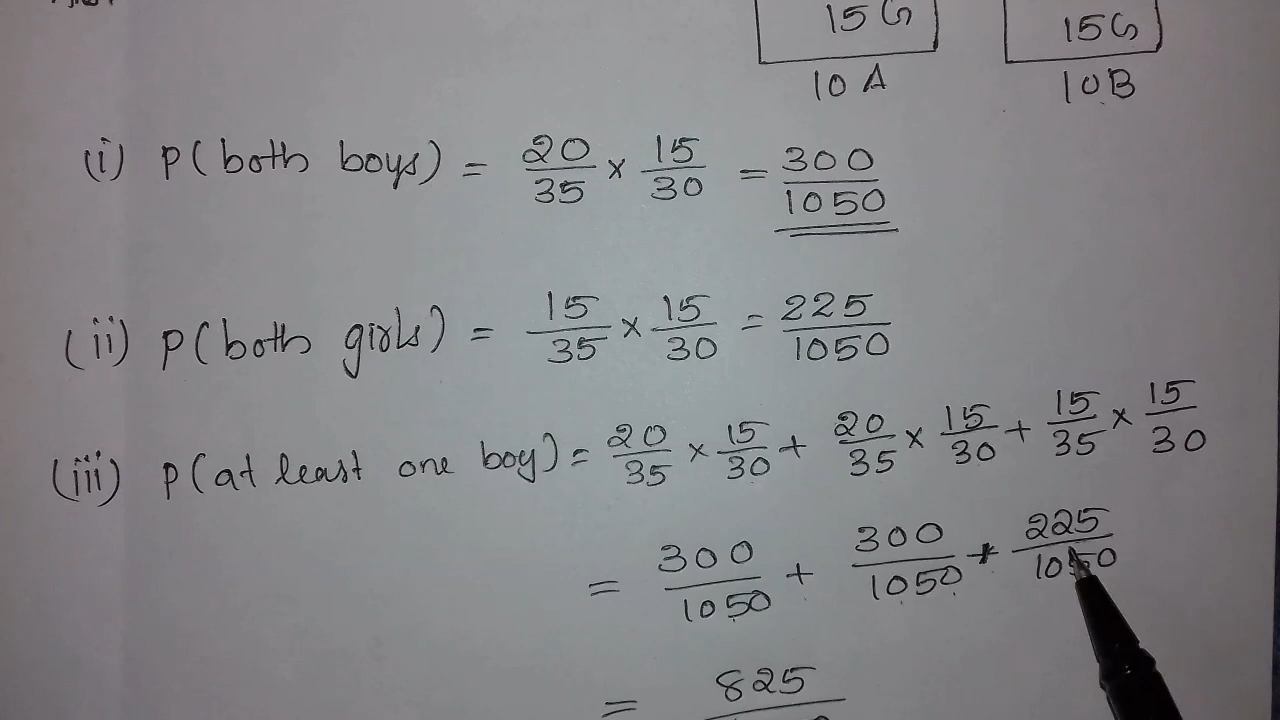 15G 15G
10A 10B
(i) P(both boys) = 20/35 × 15/30 = 300/1050
(ii) P(both girls) = 15/35 × 15/30 = 225/1050
(iii) P(at least one boy) = 20/35 × 15/30 + 20/35 × 15/30 + 15/35 × 15/30
= 300/1050 + 300/1050 + 225/1050
= 825